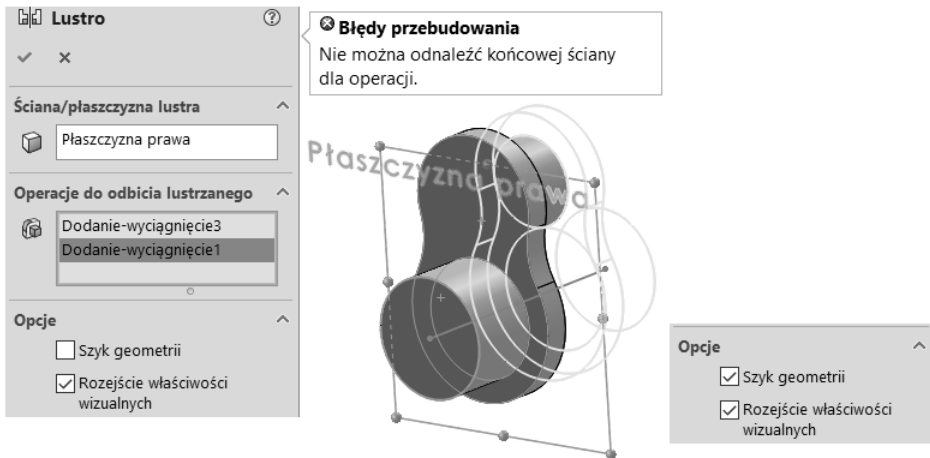 Lustro
Ściana/płaszczyzna lustra
Płaszczyzna prawa
Operacje do odbicia lustrzanego
Dodanie-wyciągnięcie3
Dodanie-wyciągnięcie1
Opcje
Szyk geometrii
Rozejście właściwości
wizualnych
Błędy przebudowania
Nie można odnaleźć końcowej ściany
dla operacji.
Płaszczyzna prawa
Opcje
Szyk geometrii
Rozejście właściwości
wizualnych